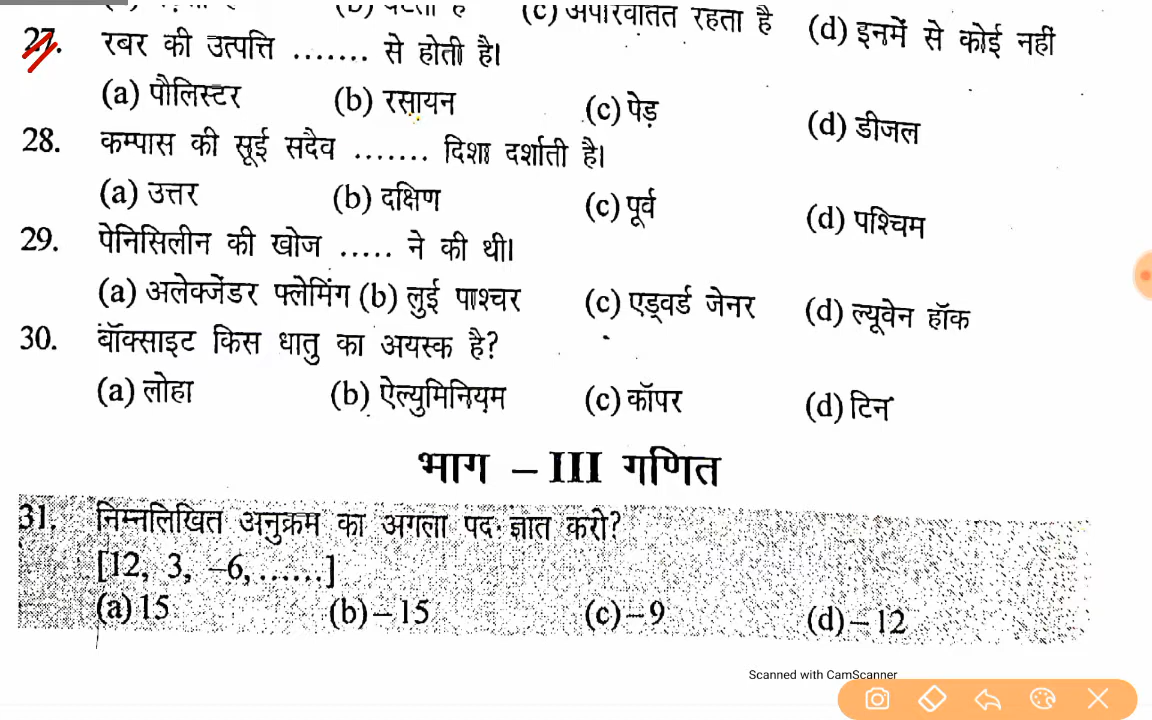 (c) अपरिवर्तित रहता है (d) इनमें से कोई नहीं
27. रबर की उत्पत्ति ....... से होती है।
(a) पौलिस्टर (b) रसायन (c) पेड़ (d) डीजल
28. कम्पास की सूई सदैव ....... दिशा दर्शाती है।
(a) उत्तर (b) दक्षिण (c) पूर्व (d) पश्चिम
29. पेनिसिलीन की खोज ..... ने की थी।
(a) अलेक्जेंडर फ्लेमिंग (b) लुई पाश्चर (c) एड्वर्ड जेनर (d) ल्यूवेन हॉक
30. बॉक्साइट किस धातु का अयस्क है?
(a) लोहा (b) ऐल्युमिनियम (c) कॉपर (d) टिन
भाग – III गणित
31. निम्नलिखित अनुक्रम का अगला पद ज्ञात करो?
[12, 3, –6, ......]
(a) 15 (b) – 15 (c) – 9 (d) – 12
Scanned with CamScanner